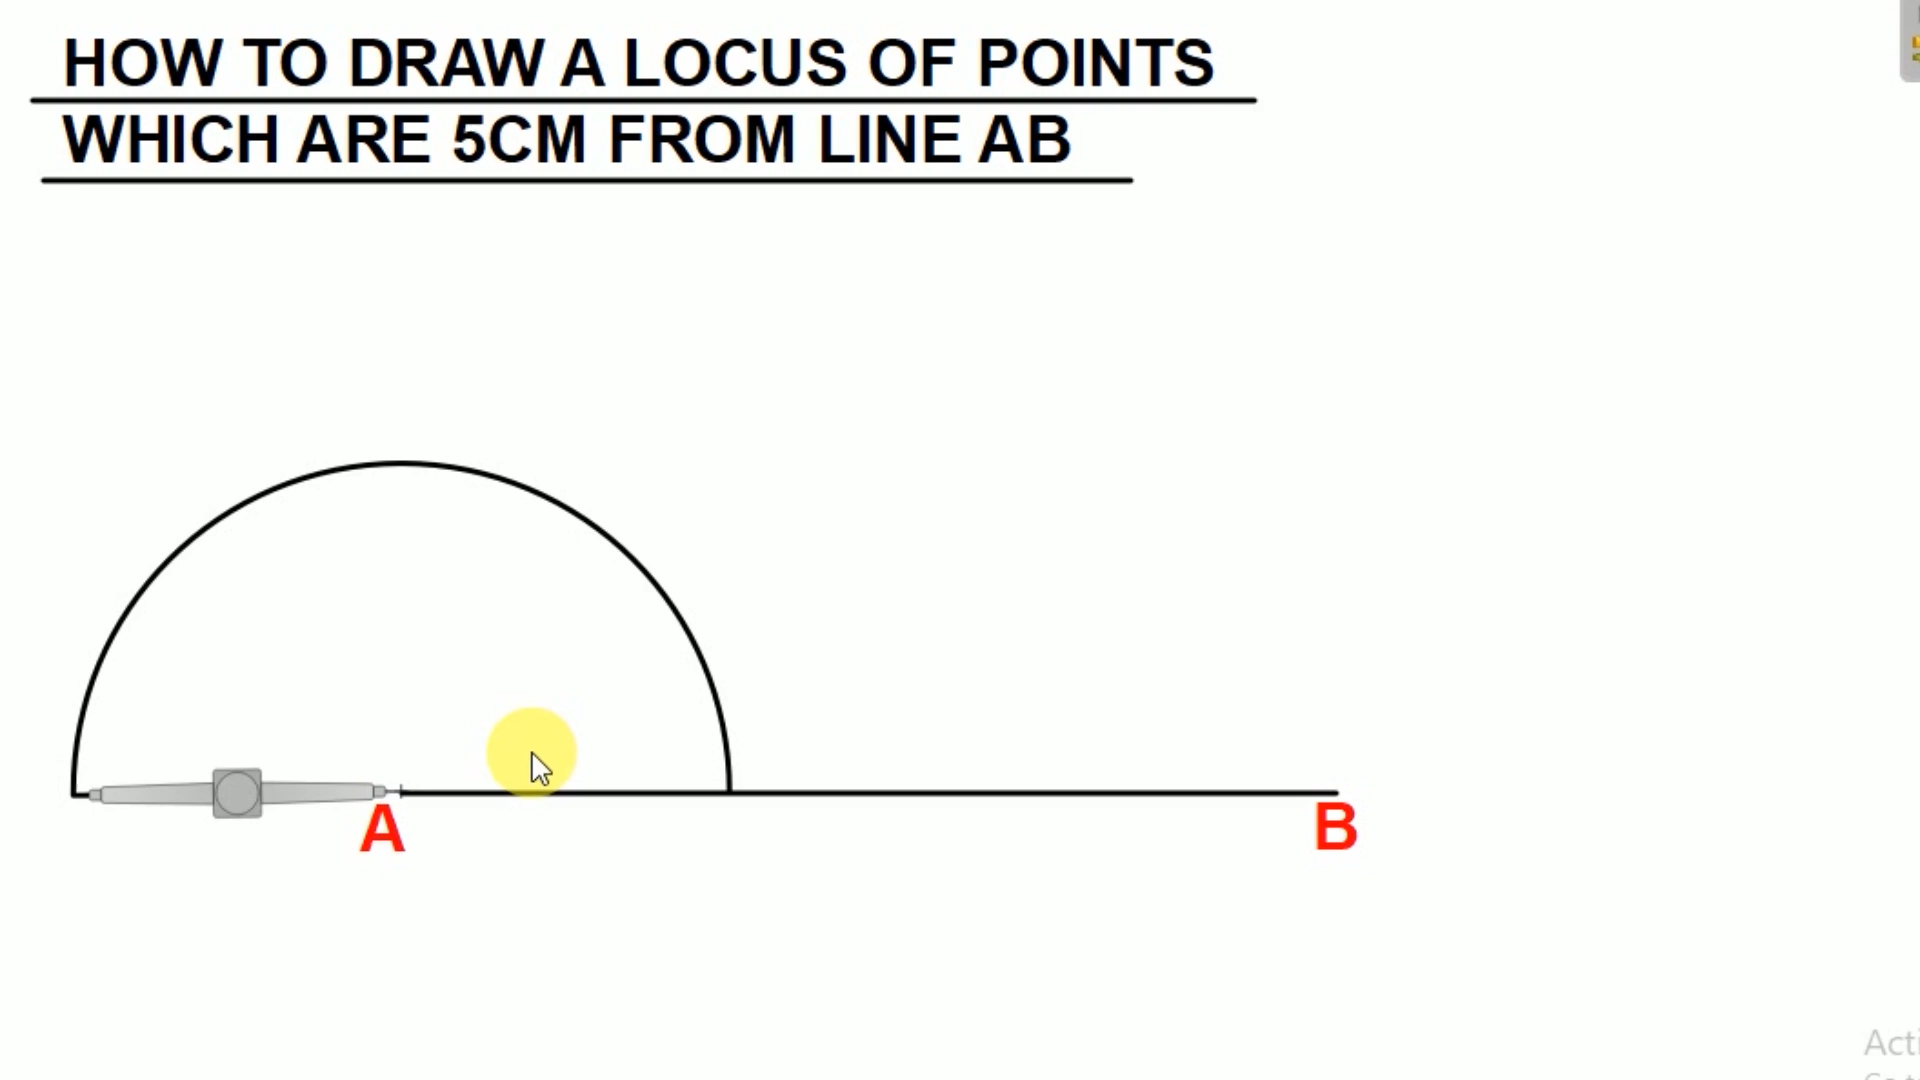 HOW TO DRAW A LOCUS OF POINTS
WHICH ARE 5CM FROM LINE AB
A
B